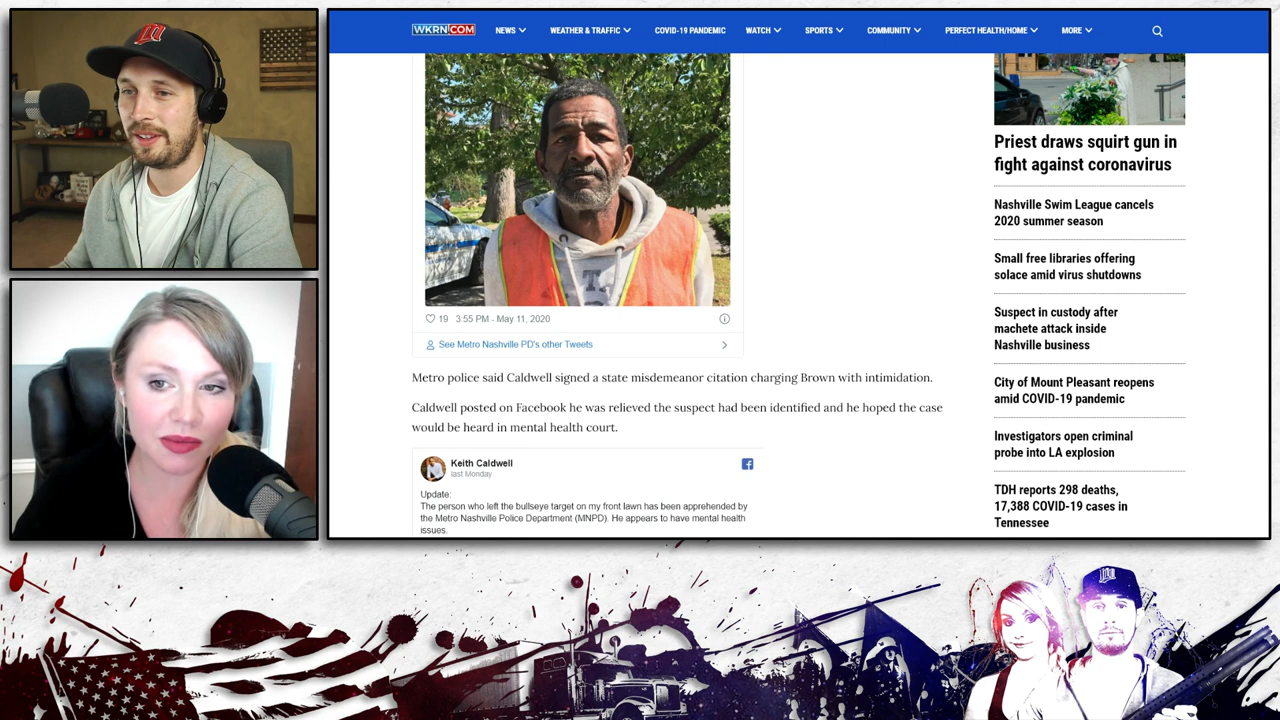 WKRN.COM
NEWS
WEATHER & TRAFFIC
COVID-19 PANDEMIC
WATCH
SPORTS
COMMUNITY
PERFECT HEALTH/HOME
MORE
19 3:55 PM - May 11, 2020
See Metro Nashville PD's other Tweets
Metro police said Caldwell signed a state misdemeanor citation charging Brown with intimidation.
Caldwell posted on Facebook he was relieved the suspect had been identified and he hoped the case
would be heard in mental health court.
Keith Caldwell
last Monday
Update:
The person who left the bullseye target on my front lawn has been apprehended by
the Metro Nashville Police Department (MNPD). He appears to have mental health
issues.
Priest draws squirt gun in
fight against coronavirus
Nashville Swim League cancels
2020 summer season
Small free libraries offering
solace amid virus shutdowns
Suspect in custody after
machete attack inside
Nashville business
City of Mount Pleasant reopens
amid COVID-19 pandemic
Investigators open criminal
probe into LA explosion
TDH reports 298 deaths,
17,388 COVID-19 cases in
Tennessee